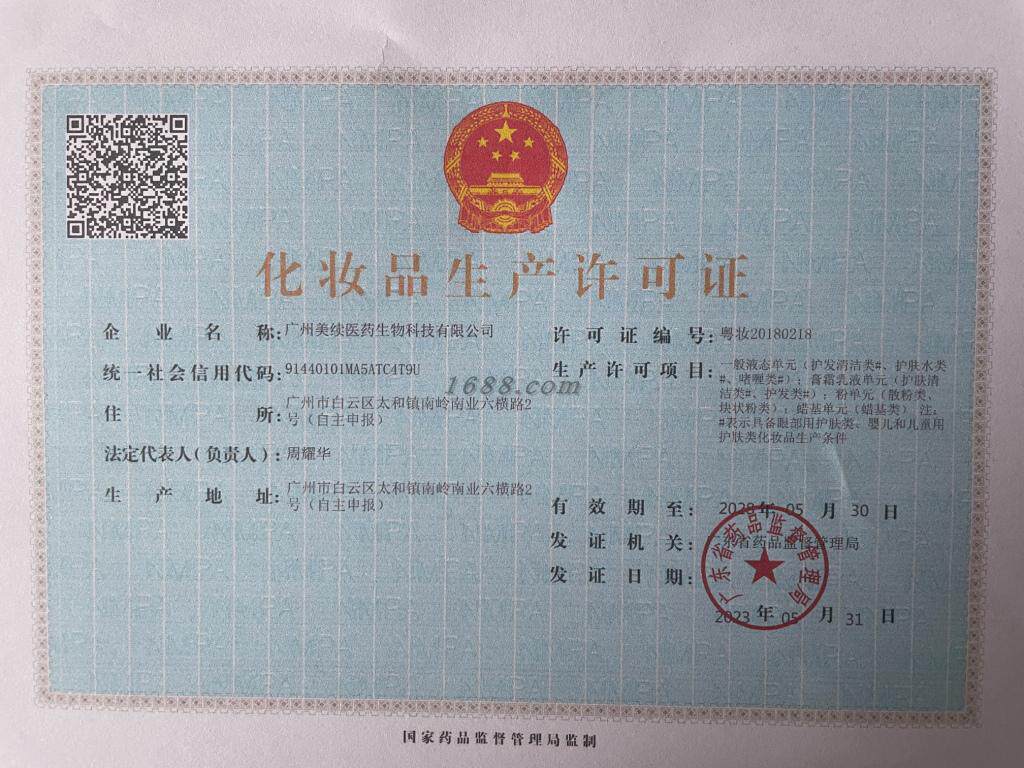 化妆品生产许可证
企业名称：广州美续医药生物科技有限公司
统一社会信用代码：91440101MA5ATC4T9U
住所：广州市白云区太和镇南岭南业六横路2
号（自主申报）
法定代表人（负责人）：周耀华
生产地址：广州市白云区太和镇南岭南业六横路2
号（自主申报）
许可证编号：粤妆20180218
生产许可项目：一般液态单元（护发清洁类#、护肤水类
#、啫喱类#）；膏霜乳液单元（护肤清
洁类#、护发类#）；粉单元（散粉类、
块状粉类）；蜡基单元（蜡基类） 注：
#表示具备眼部用护肤类、婴儿和儿童用
护肤类化妆品生产条件
有效期至：2028年05月30日
发证机关：广东省药品监督管理局
发证日期：
2023年05月31日
广东省药品监督管理局
1688.com
国家药品监督管理局监制